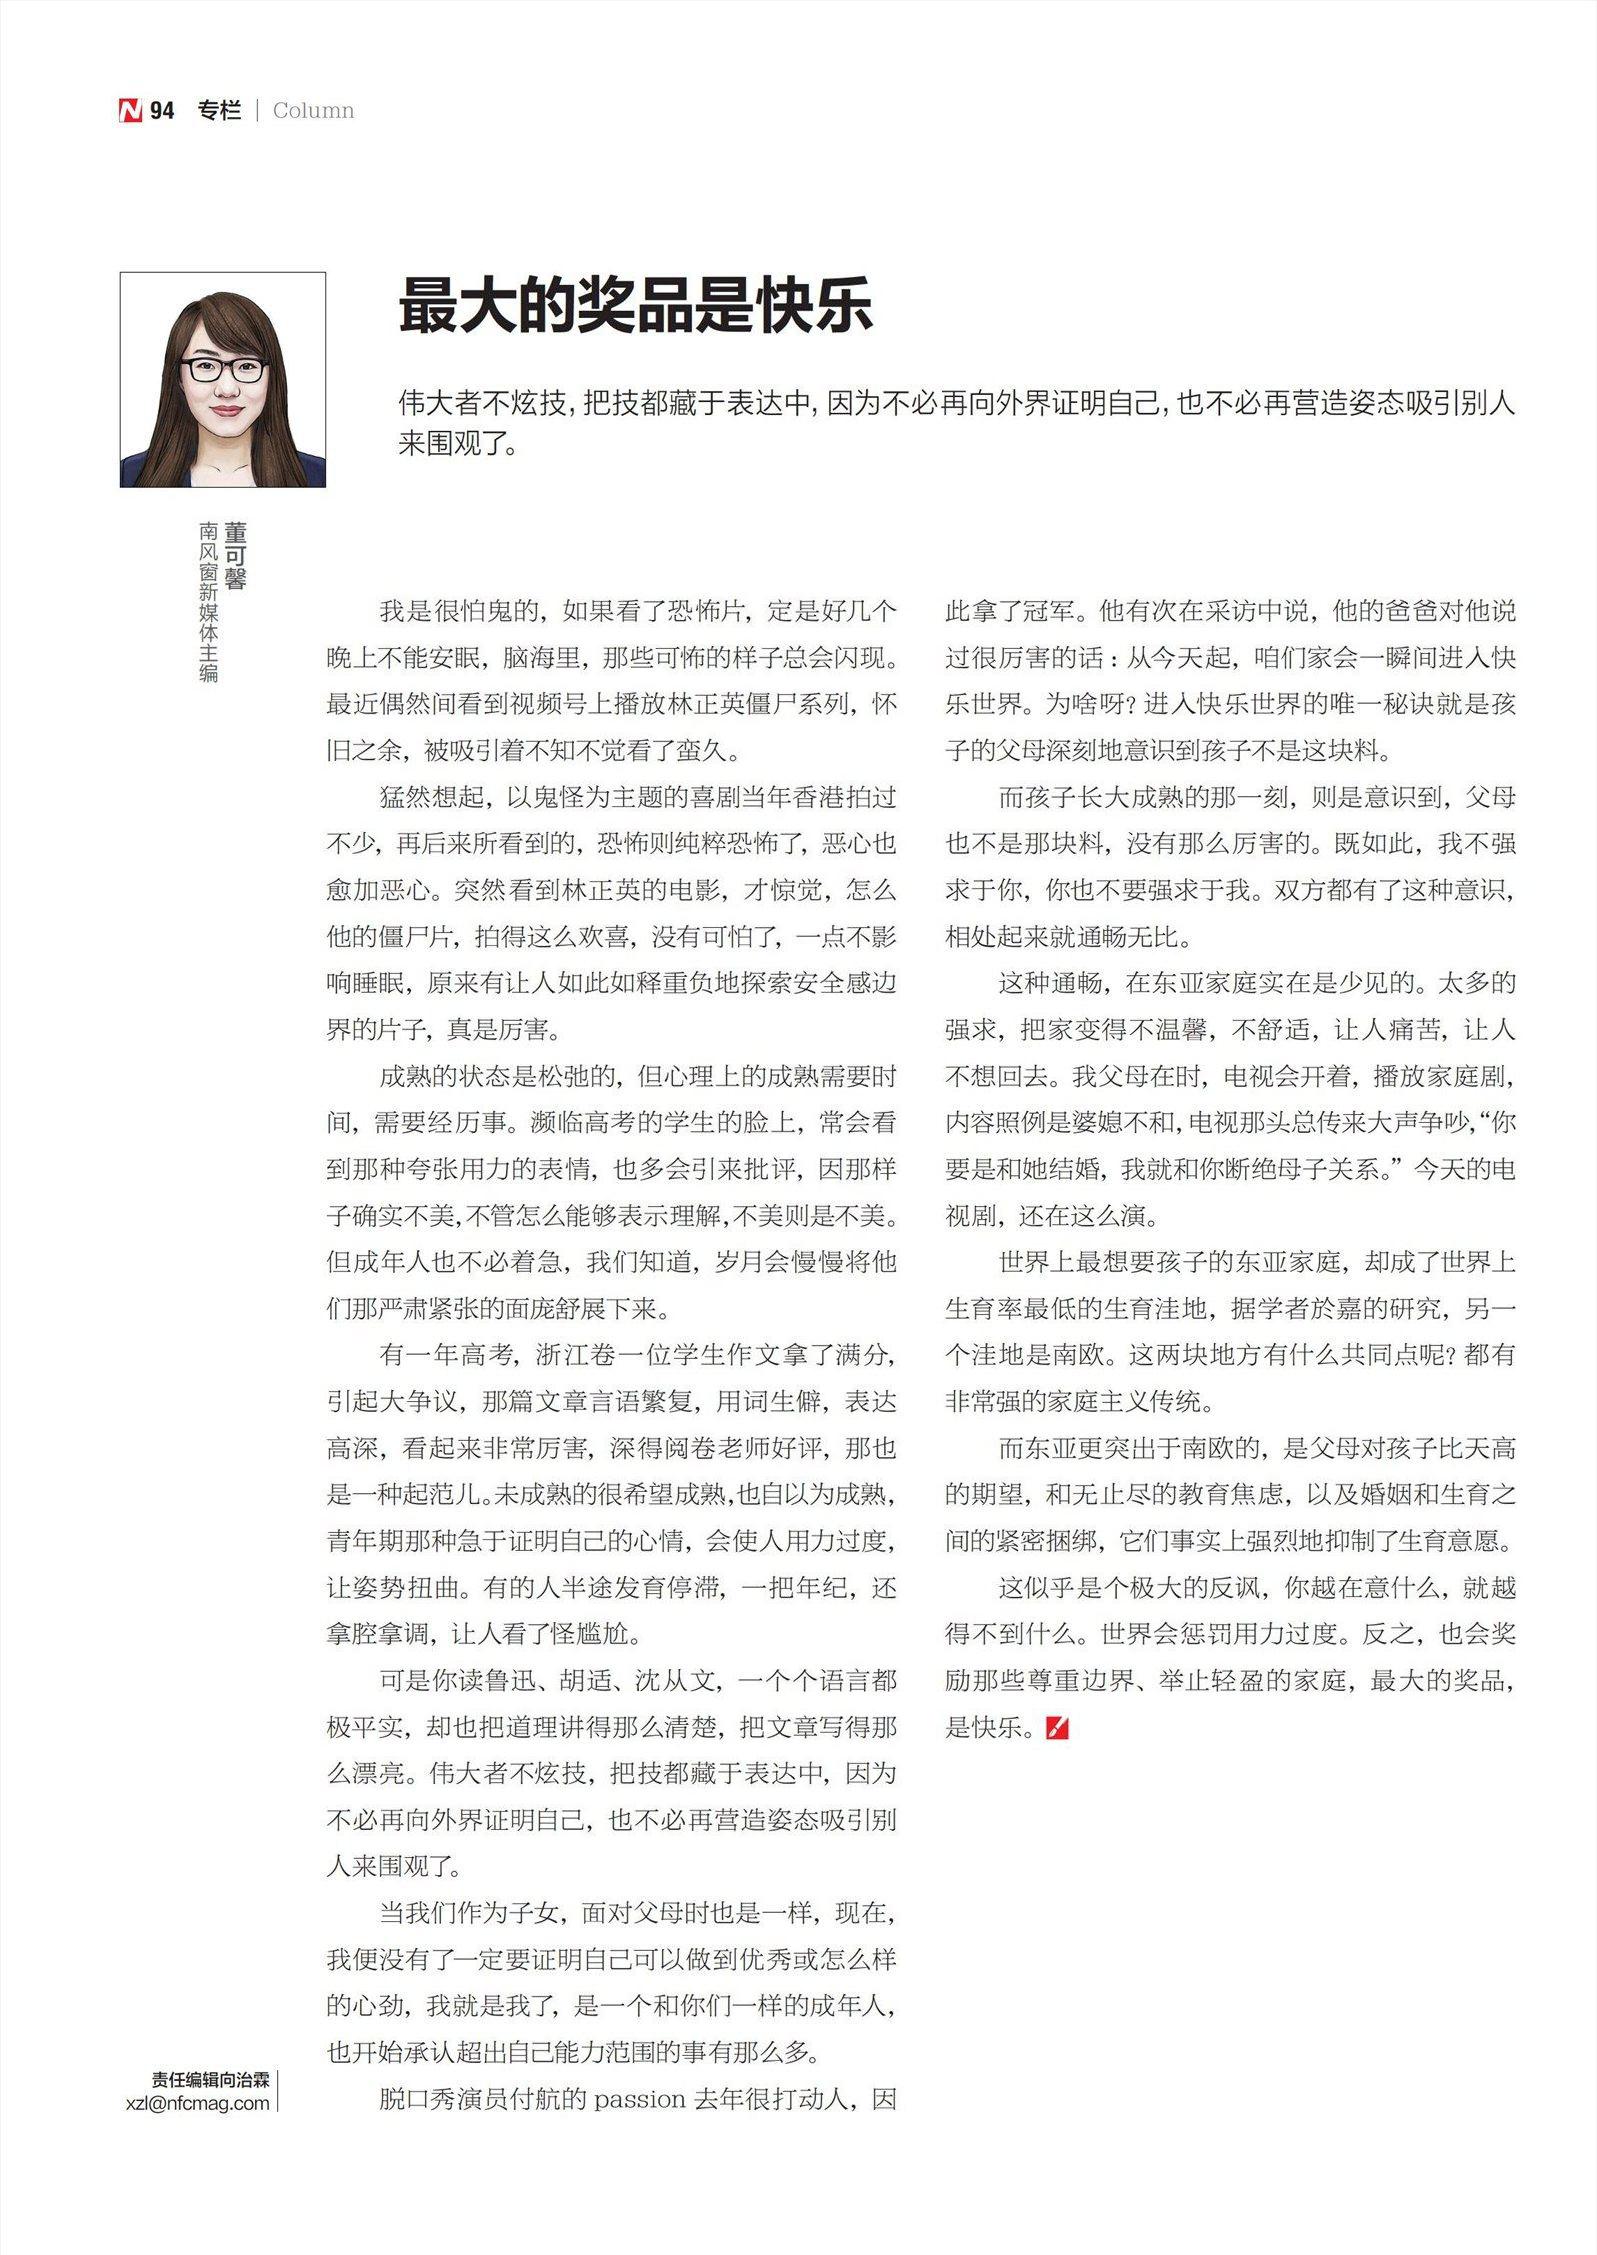 N 94 专栏 | Column
最大的奖品是快乐
伟大者不炫技，把技都藏于表达中，因为不必再向外界证明自己，也不必再营造姿态吸引别人
来围观了。
董可馨
南风窗新媒体主编
我是很怕鬼的，如果看了恐怖片，定是好几个
晚上不能安眠，脑海里，那些可怖的样子总会闪现。
最近偶然间看到视频号上播放林正英僵尸系列，怀
旧之余，被吸引着不知不觉看了蛮久。
猛然想起，以鬼怪为主题的喜剧当年香港拍过
不少，再后来所看到的，恐怖则纯粹恐怖了，恶心也
愈加恶心。突然看到林正英的电影，才惊觉，怎么
他的僵尸片，拍得这么欢喜，没有可怕了，一点不影
响睡眠，原来有让人如此如释重负地探索安全感边
界的片子，真是厉害。
成熟的状态是松弛的，但心理上的成熟需要时
间，需要经历事。濒临高考的学生的脸上，常会看
到那种夸张用力的表情，也多会引来批评，因那样
子确实不美，不管怎么能够表示理解，不美则是不美。
但成年人也不必着急，我们知道，岁月会慢慢将他
们那严肃紧张的面庞舒展下来。
有一年高考，浙江卷一位学生作文拿了满分，
引起大争议，那篇文章言语繁复，用词生僻，表达
高深，看起来非常厉害，深得阅卷老师好评，那也
是一种起范儿。未成熟的很希望成熟，也自以为成熟，
青年期那种急于证明自己的心情，会使人用力过度，
让姿势扭曲。有的人半途发育停滞，一把年纪，还
拿腔拿调，让人看了怪尴尬。
可是你读鲁迅、胡适、沈从文，一个个语言都
极平实，却也把道理讲得那么清楚，把文章写得那
么漂亮。伟大者不炫技，把技都藏于表达中，因为
不必再向外界证明自己，也不必再营造姿态吸引别
人来围观了。
当我们作为子女，面对父母时也是一样，现在，
我便没有了一定要证明自己可以做到优秀或怎么样
的心劲，我就是我了，是一个和你们一样的成年人，
也开始承认超出自己能力范围的事有那么多。
脱口秀演员付航的 passion 去年很打动人，因
此拿了冠军。他有次在采访中说，他的爸爸对他说
过很厉害的话：从今天起，咱们家会一瞬间进入快
乐世界。为啥呀？进入快乐世界的唯一秘诀就是孩
子的父母深刻地意识到孩子不是这块料。
而孩子长大成熟的那一刻，则是意识到，父母
也不是那块料，没有那么厉害的。既如此，我不强
求于你，你也不要强求于我。双方都有了这种意识，
相处起来就通畅无比。
这种通畅，在东亚家庭实在是少见的。太多的
强求，把家变得不温馨，不舒适，让人痛苦，让人
不想回去。我父母在时，电视会开着，播放家庭剧，
内容照例是婆媳不和，电视那头总传来大声争吵，“你
要是和她结婚，我就和你断绝母子关系。”今天的电
视剧，还在这么演。
世界上最想要孩子的东亚家庭，却成了世界上
生育率最低的生育洼地，据学者於嘉的研究，另一
个洼地是南欧。这两块地方有什么共同点呢？都有
非常强的家庭主义传统。
而东亚更突出于南欧的，是父母对孩子比天高
的期望，和无止尽的教育焦虑，以及婚姻和生育之
间的紧密捆绑，它们事实上强烈地抑制了生育意愿。
这似乎是个极大的反讽，你越在意什么，就越
得不到什么。世界会惩罚用力过度。反之，也会奖
励那些尊重边界、举止轻盈的家庭，最大的奖品，
是快乐。
责任编辑向治霖
xzl@nfcmag.com